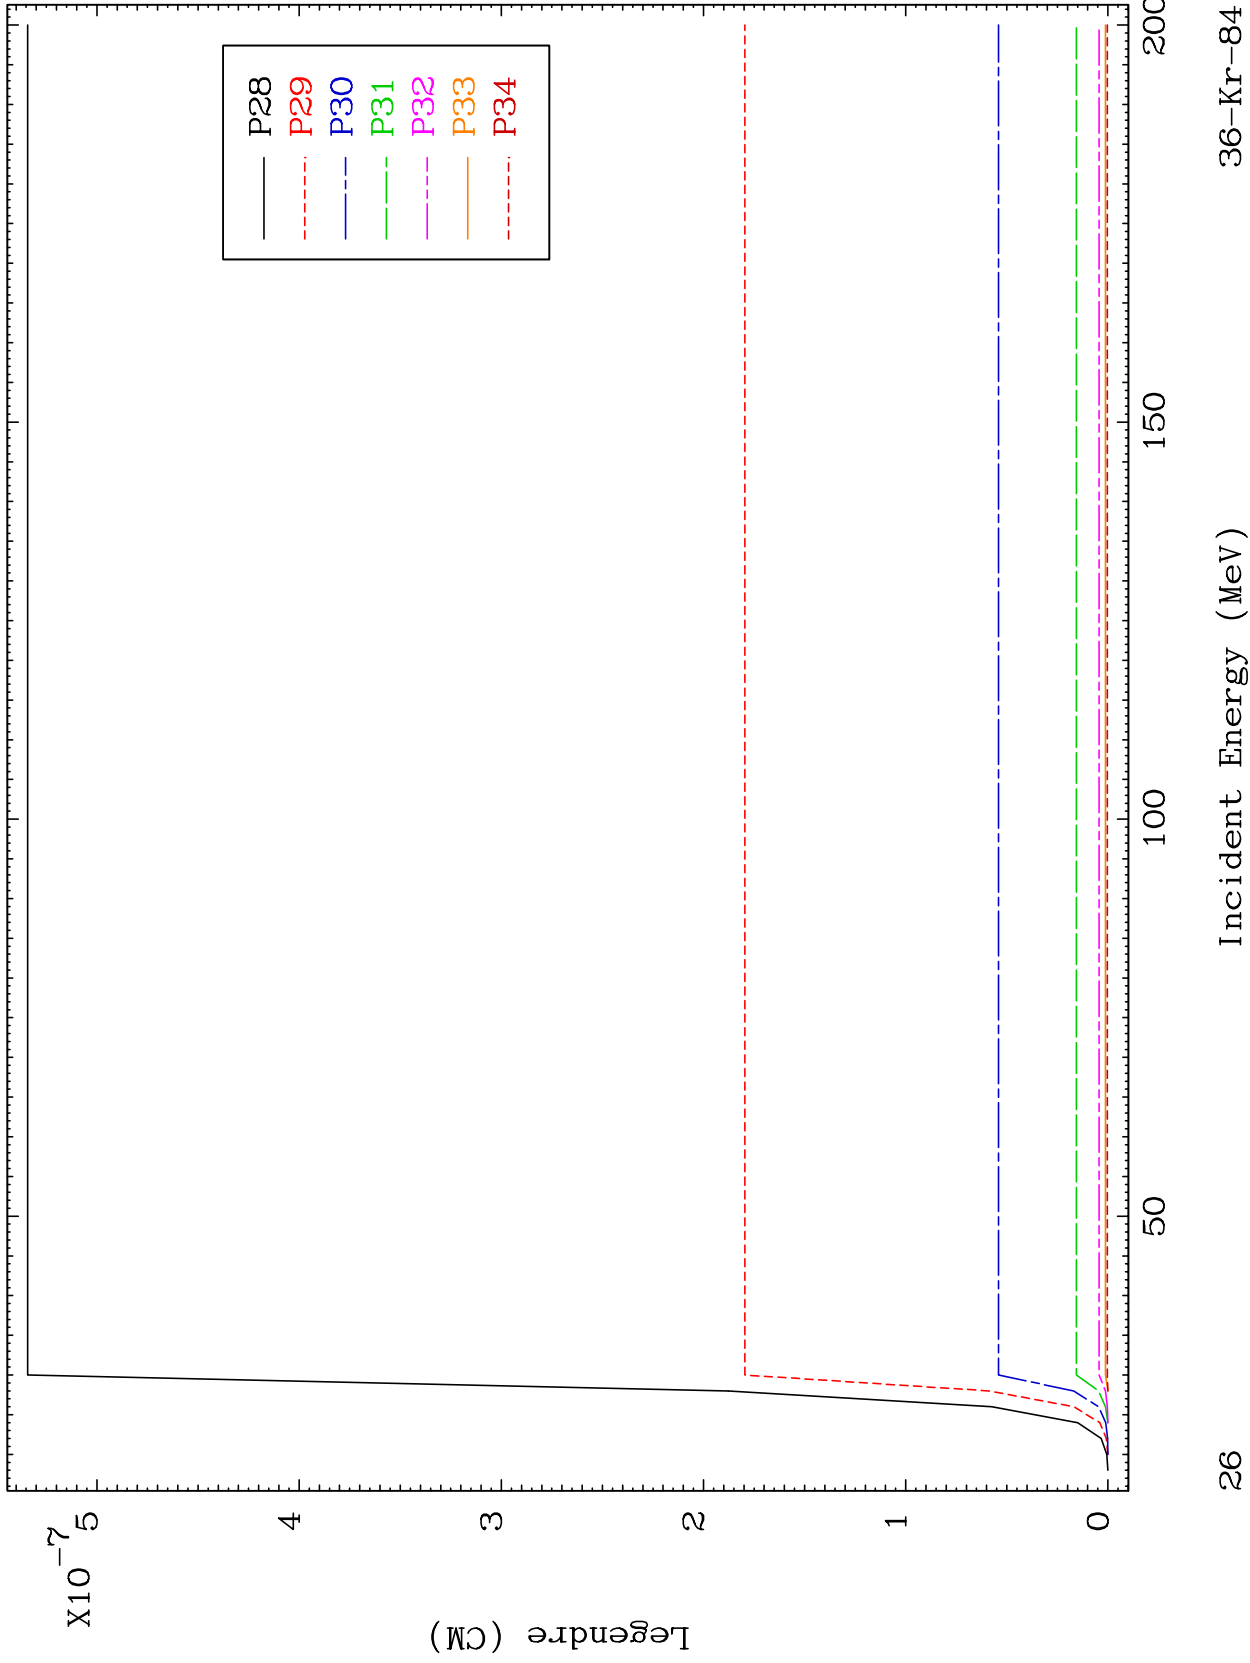 X10-7
5
4
3
2
1
0
Legendre (CM)
P28
P29
P30
P31
P32
P33
P34
50
100
150
200
Incident Energy (MeV)
26
36-Kr-84